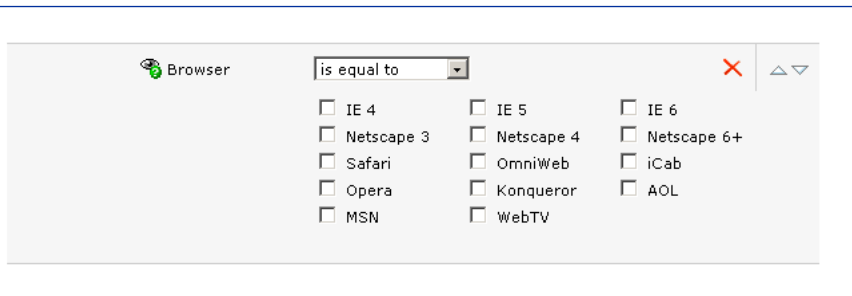 Browser is equal to
IE 4 IE 5 IE 6
Netscape 3 Netscape 4 Netscape 6+
Safari OmniWeb iCab
Opera Konqueror AOL
MSN WebTV